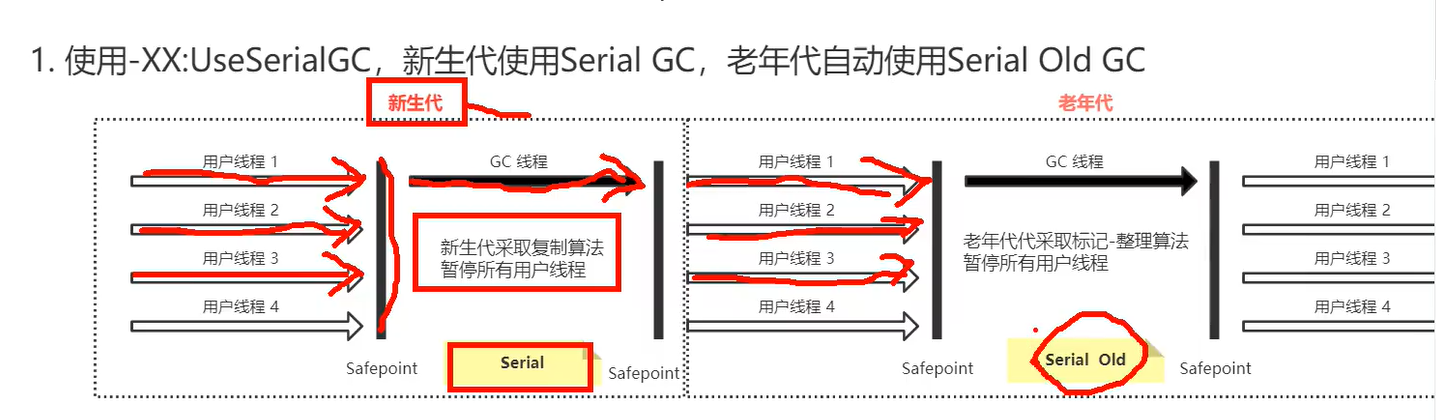 1. 使用-XX:UseSerialGC，新生代使用Serial GC，老年代自动使用Serial Old GC
新生代
老年代
用户线程 1
GC 线程
用户线程 1
GC 线程
用户线程 1
用户线程 2
用户线程 2
用户线程 2
新生代采取复制算法
暂停所有用户线程
老年代代采取标记-整理算法
暂停所有用户线程
用户线程 3
用户线程 3
用户线程 3
用户线程 4
用户线程 4
用户线程 4
Safepoint
Serial
Safepoint
Safepoint
Serial Old
Safepoint